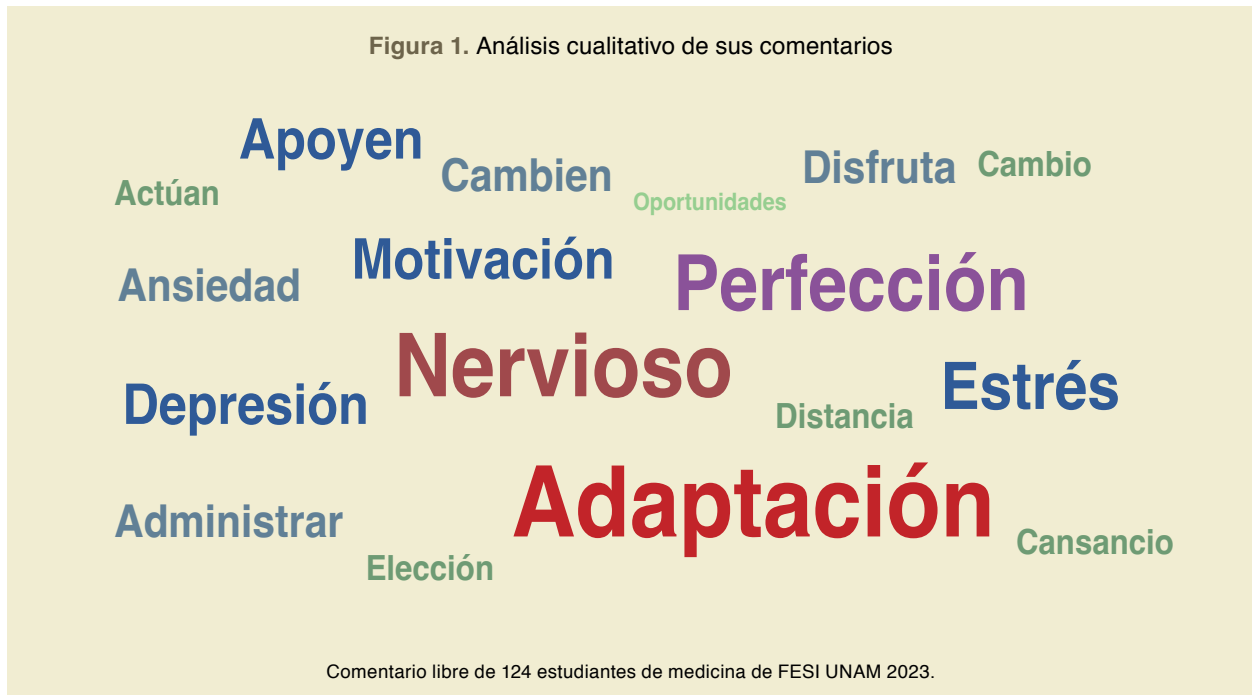 Figura 1. Análisis cualitativo de sus comentarios
Apoyen
Cambien
Disfruta
Cambio
Actúan
Oportunidades
Motivación
Perfección
Ansiedad
Nervioso
Estrés
Depresión
Distancia
Adaptación
Administrar
Cansancio
Elección
Comentario libre de 124 estudiantes de medicina de FESI UNAM 2023.